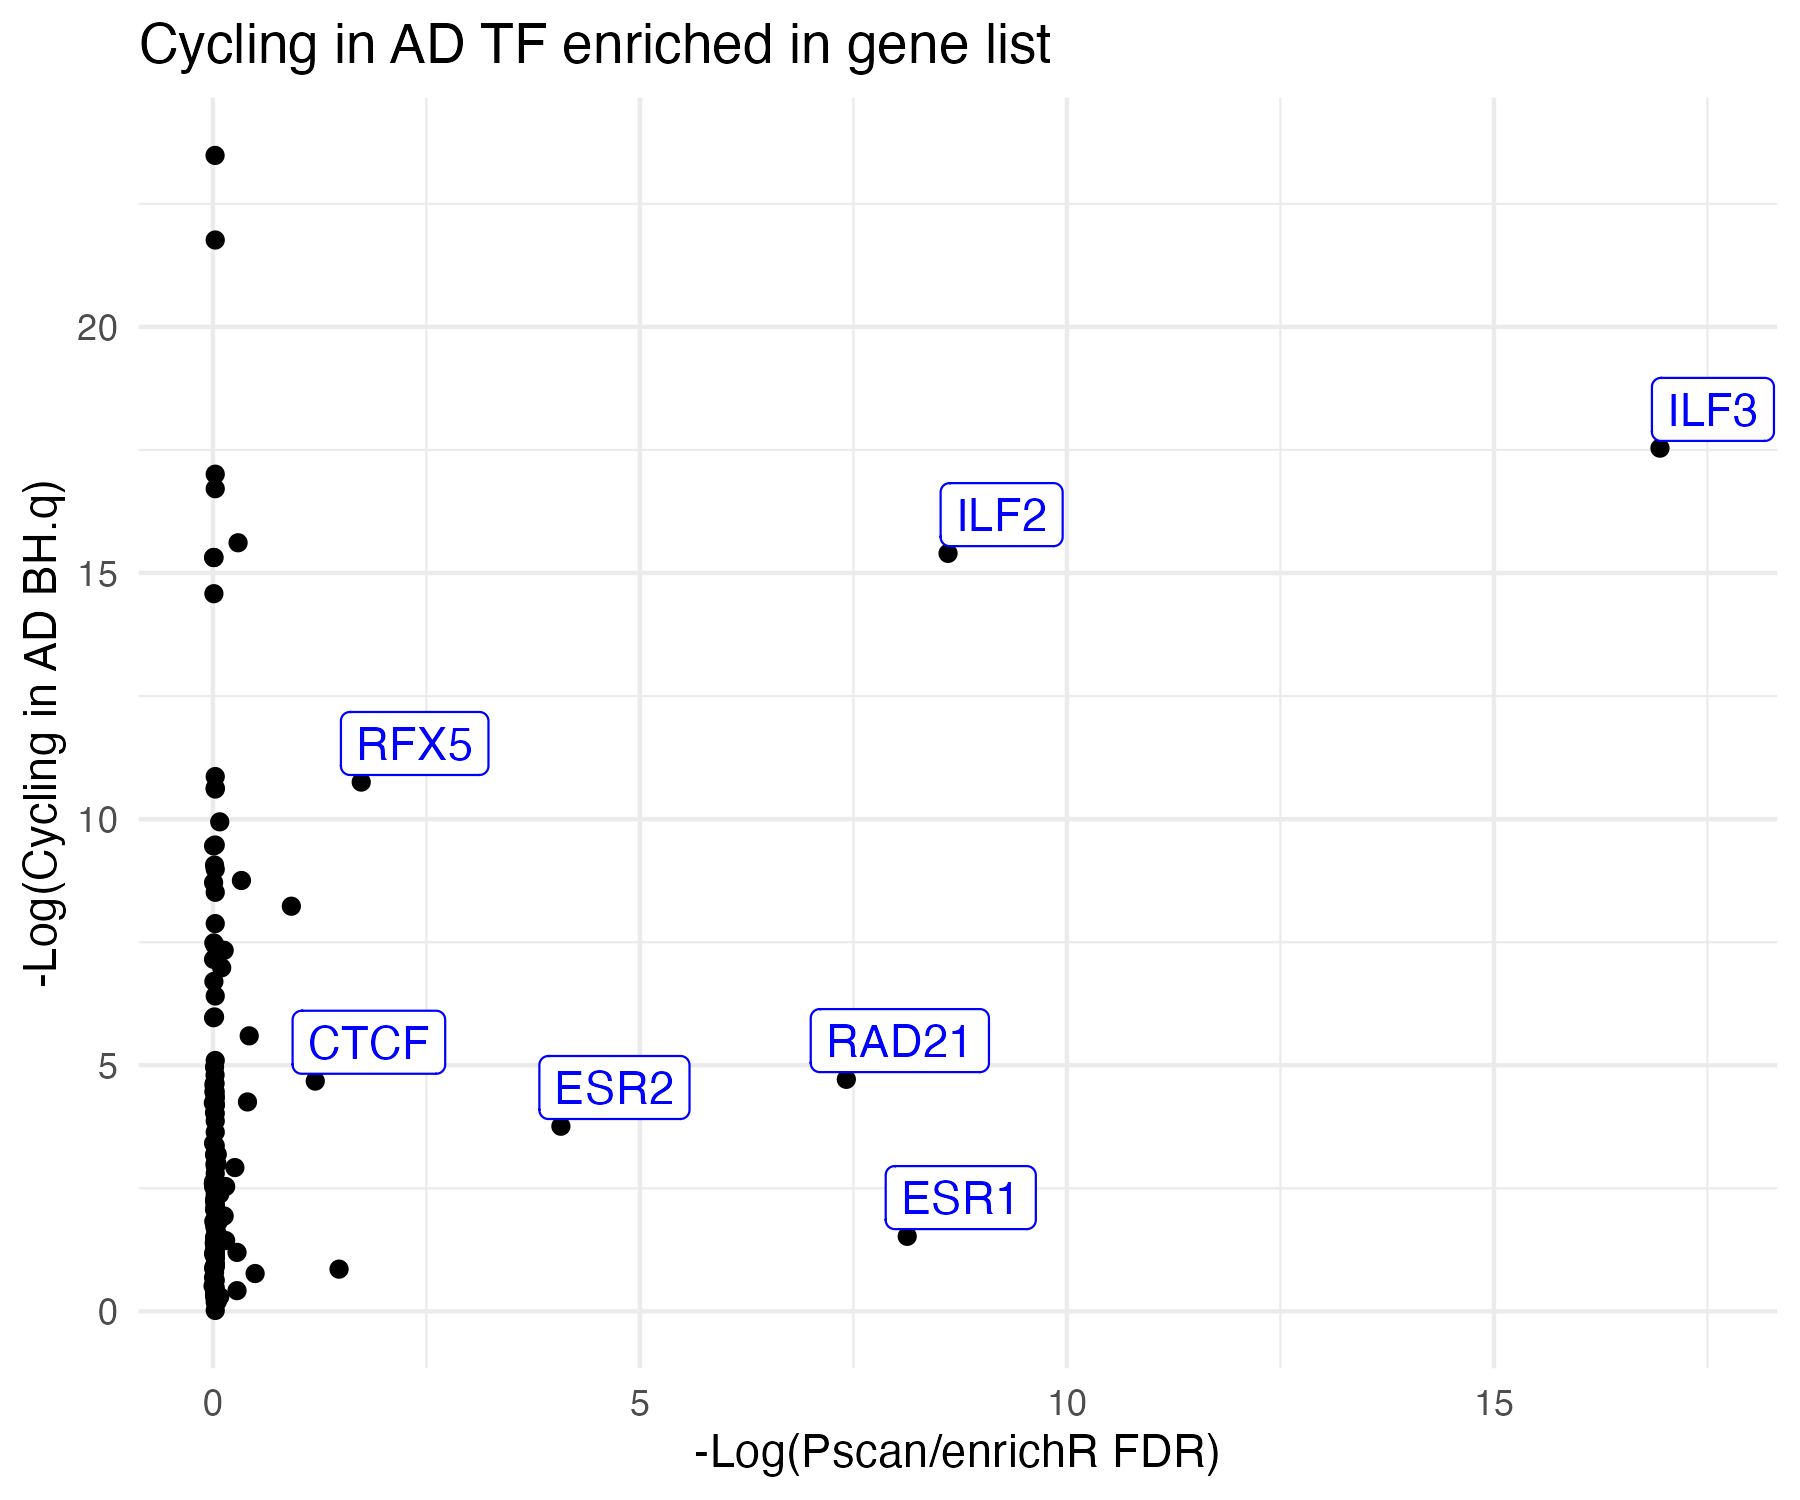 Cycling in AD TF enriched in gene list
-Log(Cycling in AD BH.q)
20
15
10
5
0
ILF3
ILF2
RFX5
CTCF
RAD21
ESR2
ESR1
0
5
10
15
-Log(Pscan/enrichR FDR)